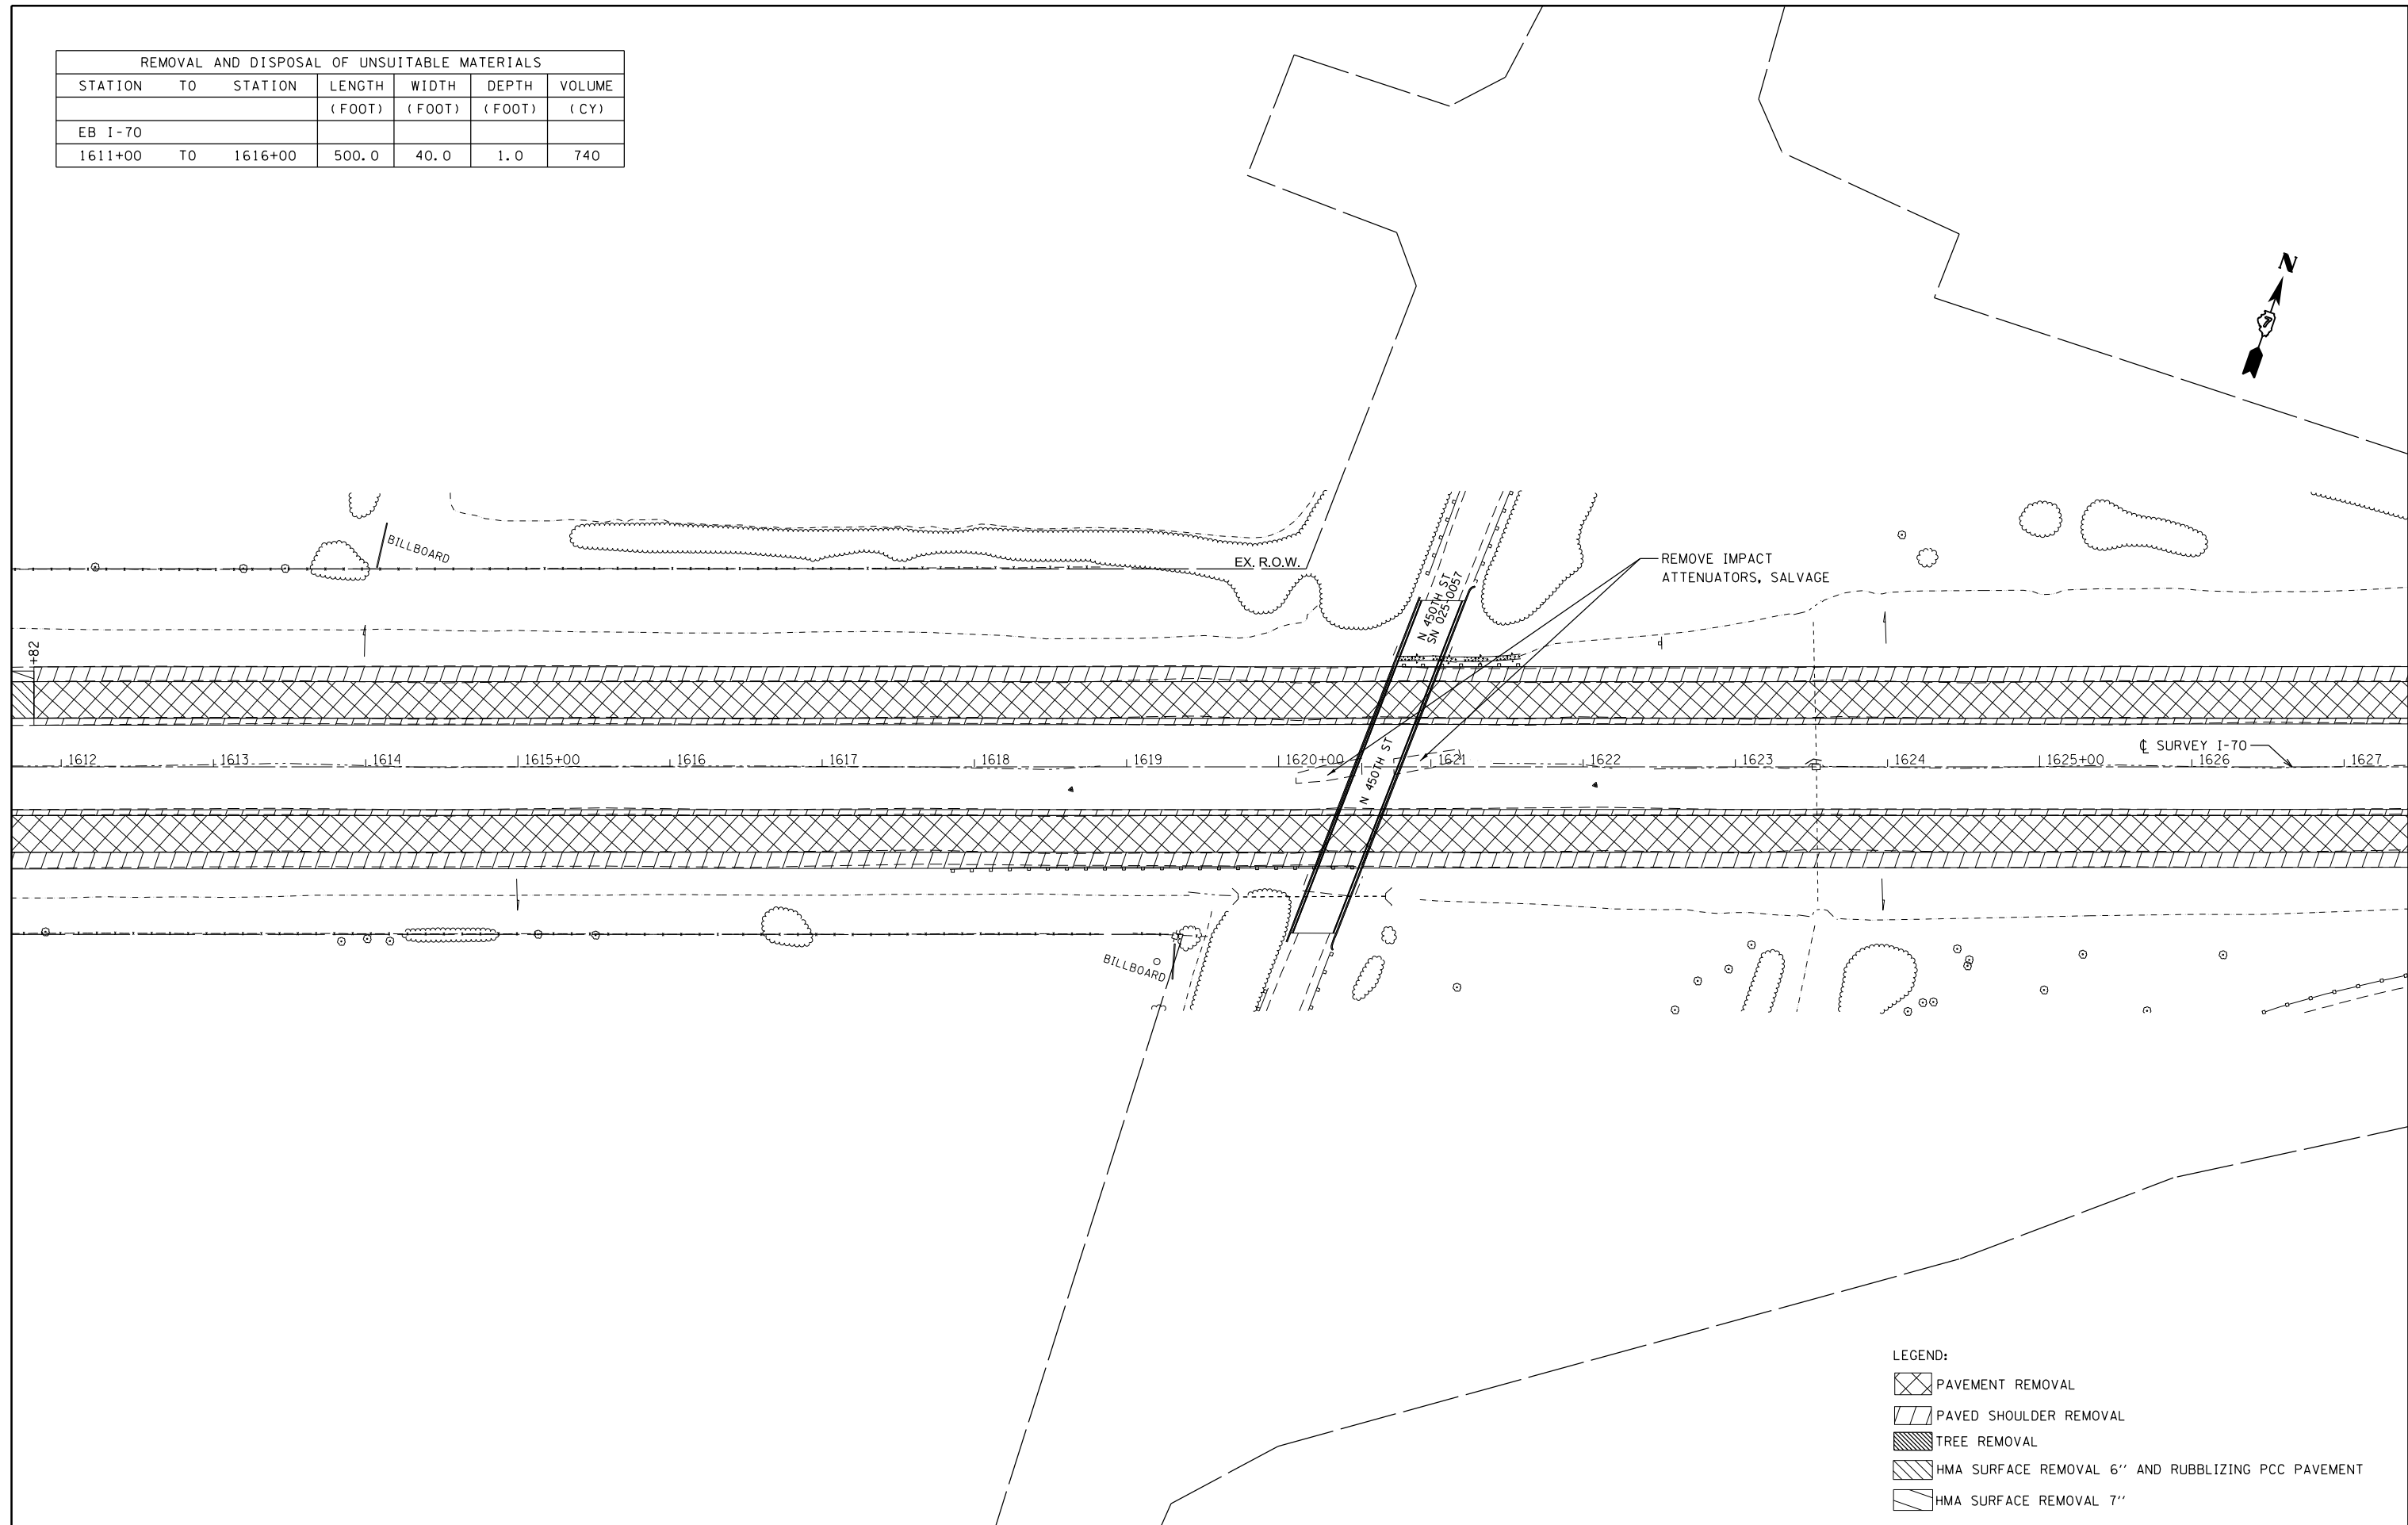 REMOVAL AND DISPOSAL OF UNSUITABLE MATERIALS
STATION TO STATION LENGTH WIDTH DEPTH VOLUME
(FOOT) (FOOT) (FOOT) (CY)
EB I-70
1611+00 TO 1616+00 500.0 40.0 1.0 740
N
7
BILLBOARD
EX. R.O.W.
N 450TH ST
SN 025-0057
REMOVE IMPACT
ATTENUATORS, SALVAGE
+82
N 450TH ST
℄ SURVEY I-70
1612 1613 1614 1615+00 1616 1617 1618 1619 1620+00 1621 1622 1623 1624 1625+00 1626 1627
BILLBOARD
LEGEND:
PAVEMENT REMOVAL
PAVED SHOULDER REMOVAL
TREE REMOVAL
HMA SURFACE REMOVAL 6'' AND RUBBLIZING PCC PAVEMENT
HMA SURFACE REMOVAL 7''